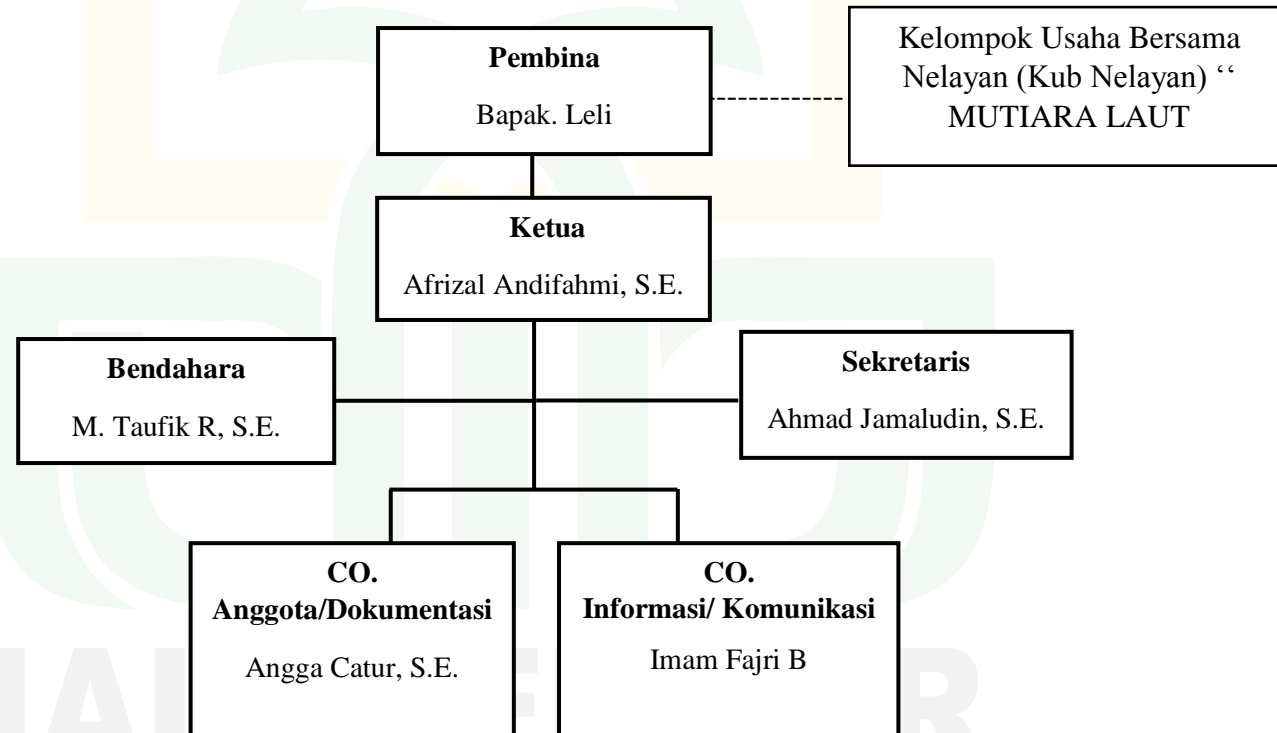 Pembina
Bapak. Leli
Kelompok Usaha Bersama
Nelayan (Kub Nelayan) ‘‘
MUTIARA LAUT
Ketua
Afrizal Andifahmi, S.E.
Bendahara
M. Taufik R, S.E.
Sekretaris
Ahmad Jamaludin, S.E.
CO.
Anggota/Dokumentasi
Angga Catur, S.E.
CO.
Informasi/ Komunikasi
Imam Fajri B